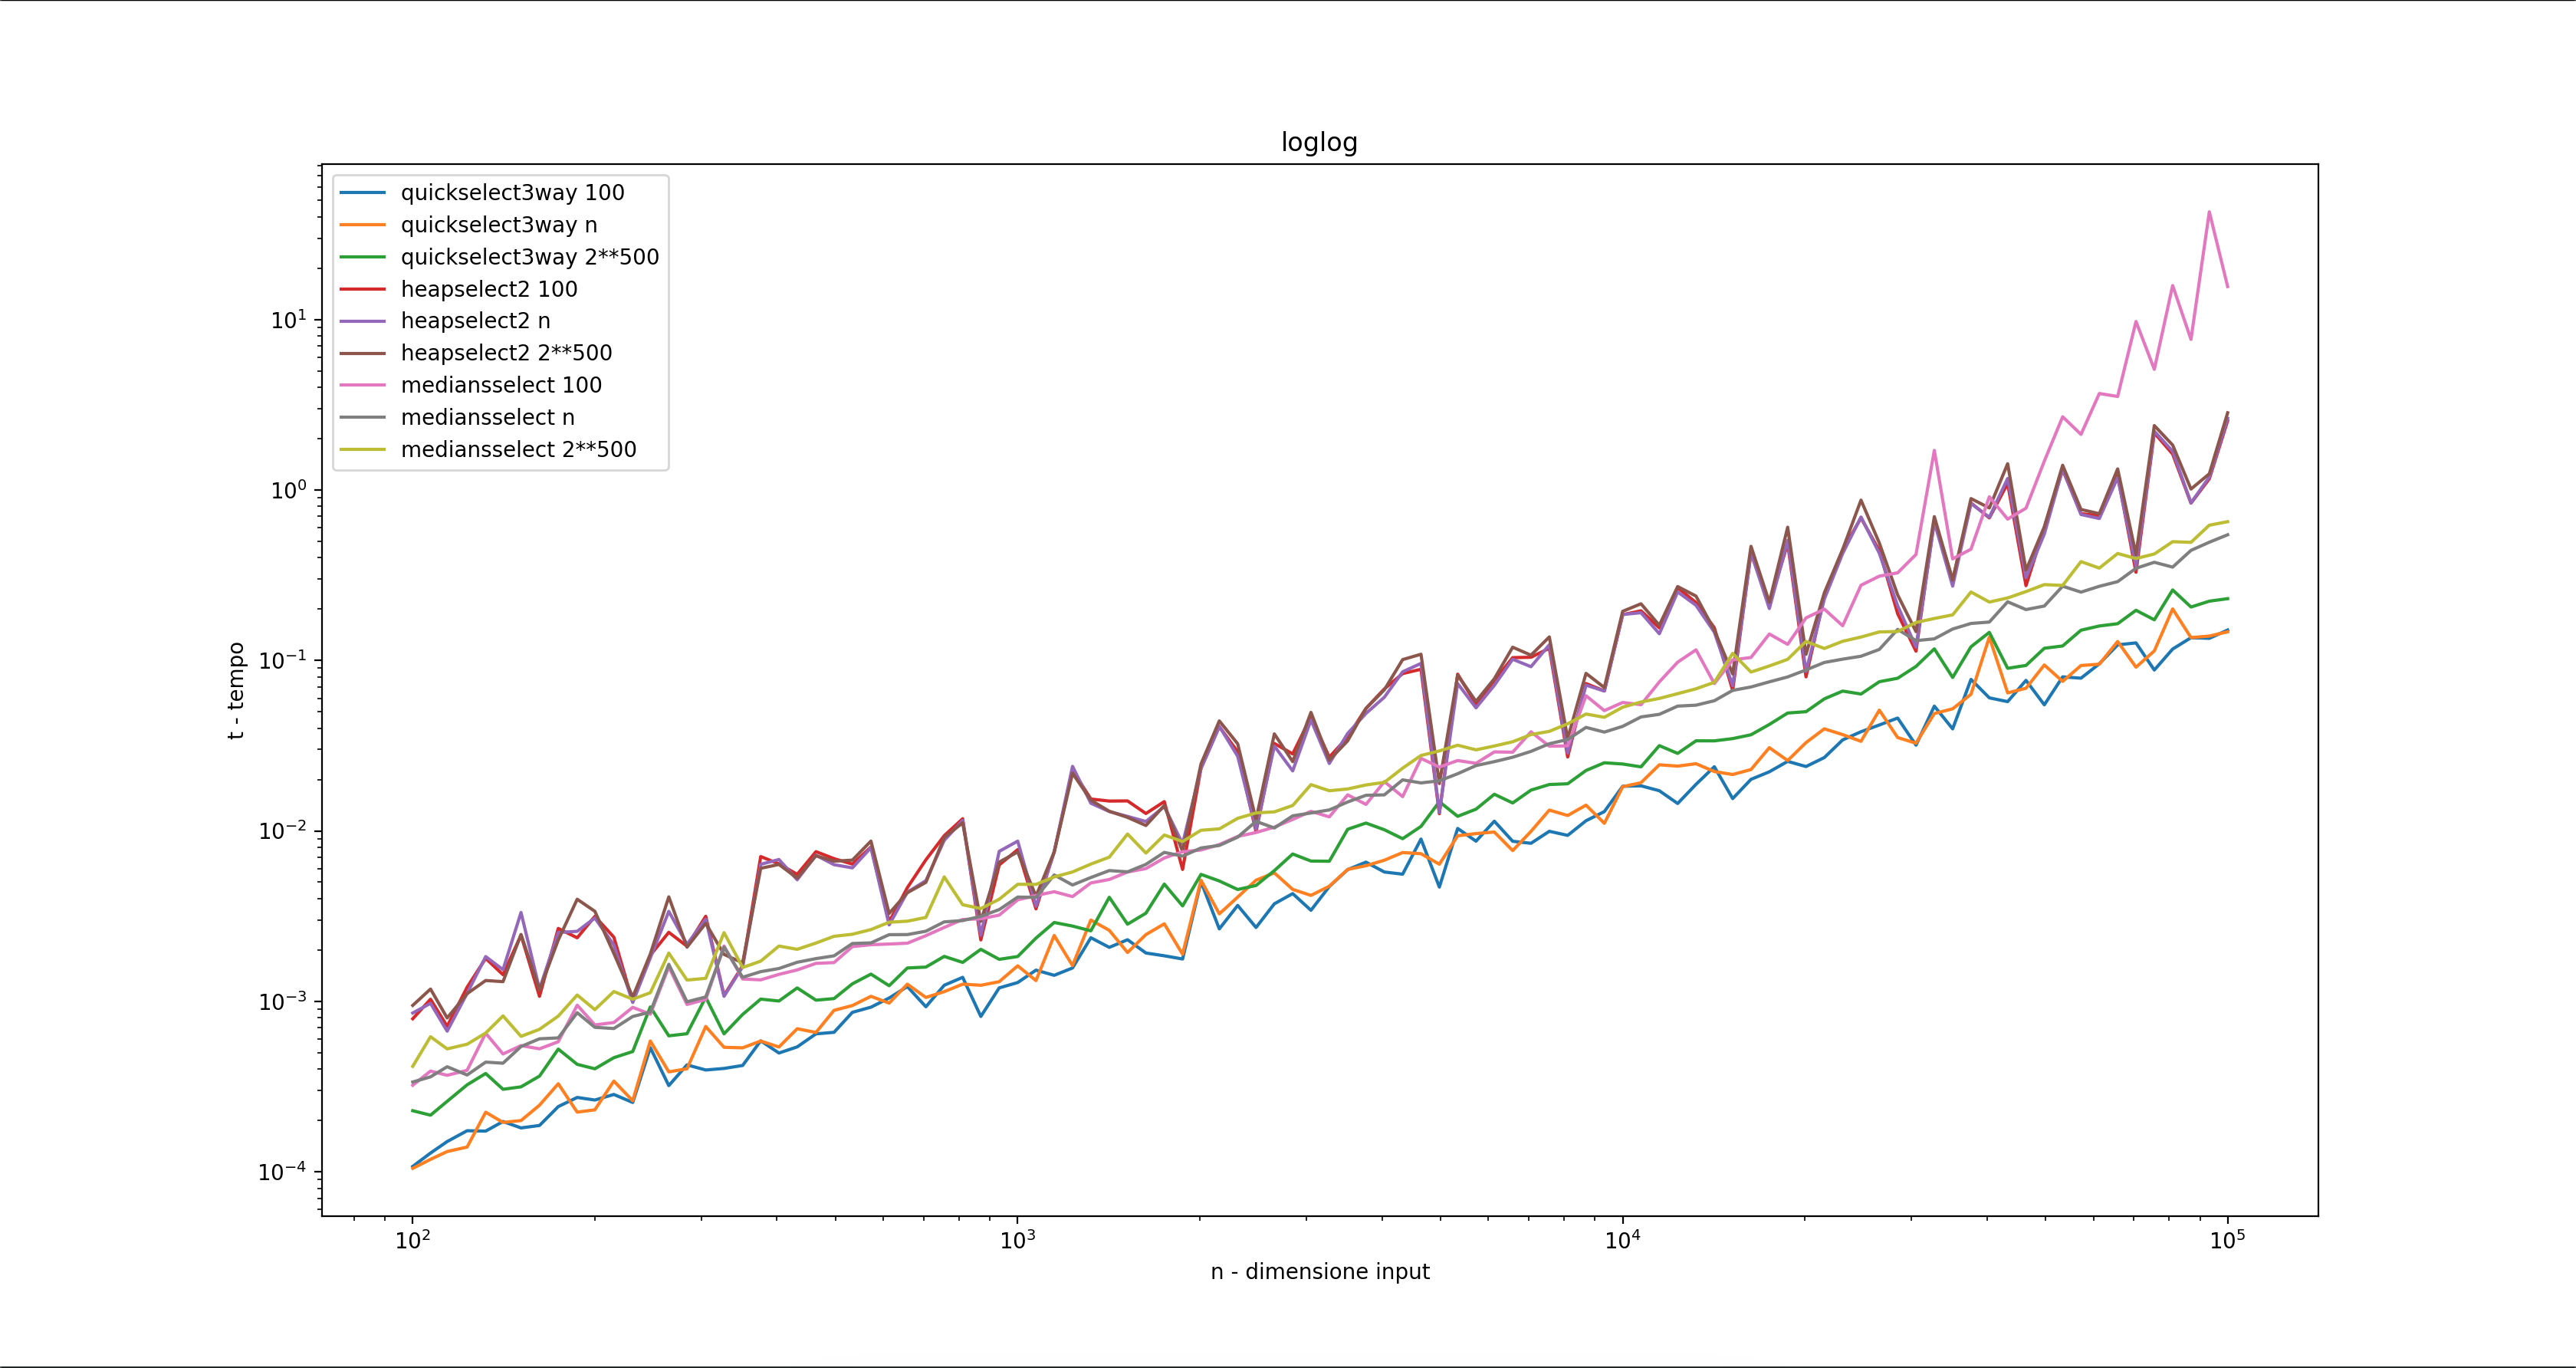 loglog
quickselect3way 100
quickselect3way n
quickselect3way 2**500
heapselect2 100
heapselect2 n
heapselect2 2**500
mediansselect 100
mediansselect n
mediansselect 2**500
10¹
10⁰
10⁻¹
10⁻²
10⁻³
10⁻⁴
t - tempo
10² 10³ 10⁴ 10⁵
n - dimensione input